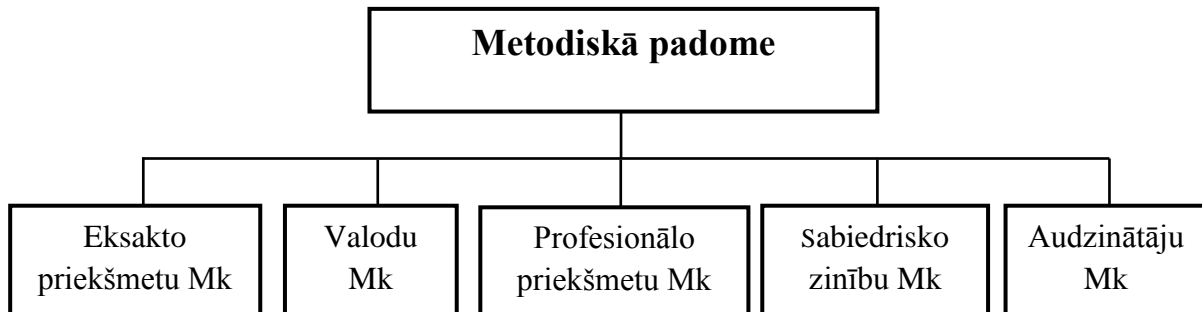 Metodiskā padome
Eksakto
priekšmetu Mk
Valodu
Mk
Profesionālo
priekšmetu Mk
Sabiedrisko
zinību Mk
Audzinātāju
Mk